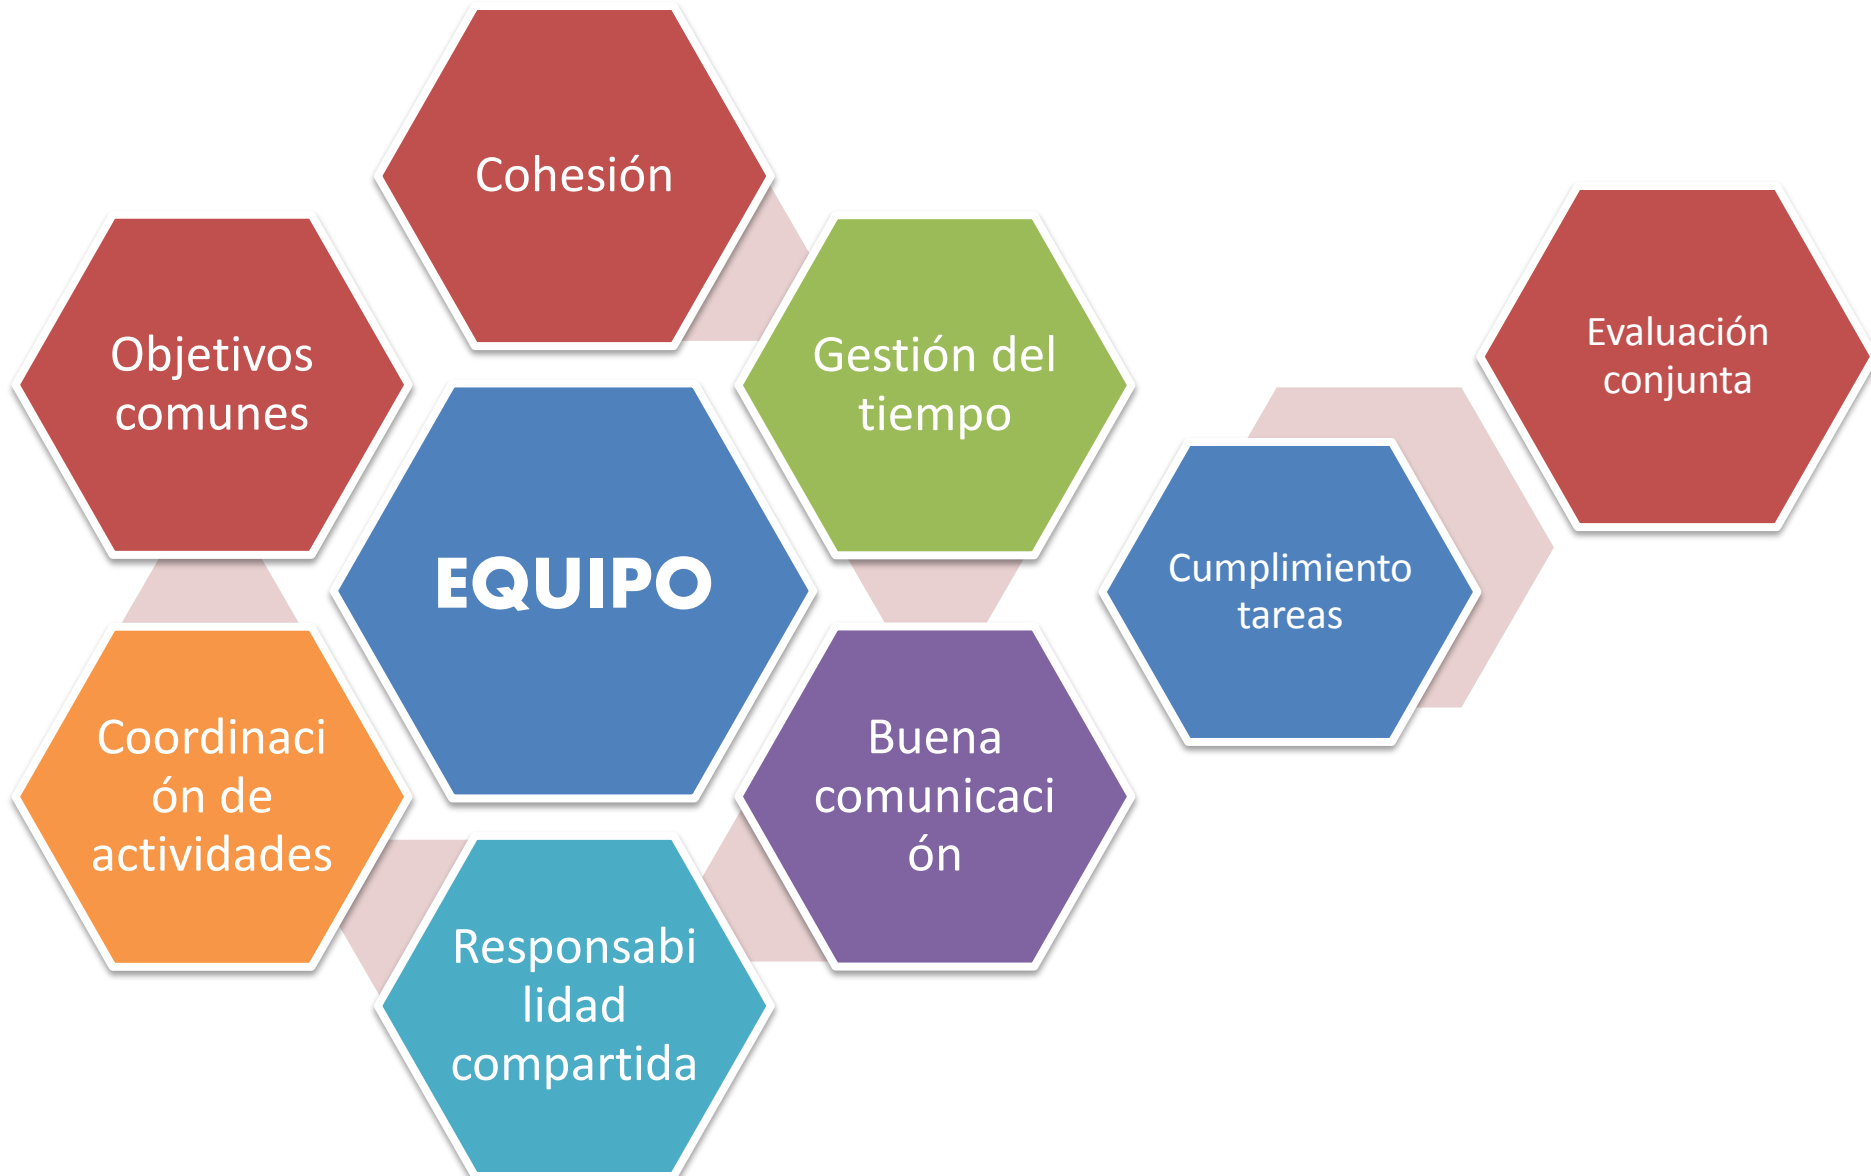 Cohesión
Objetivos
comunes
Gestión del
tiempo
Evaluación
conjunta
EQUIPO
Cumplimiento
tareas
Coordinaci
ón de
actividades
Buena
comunicaci
ón
Responsabi
lidad
compartida